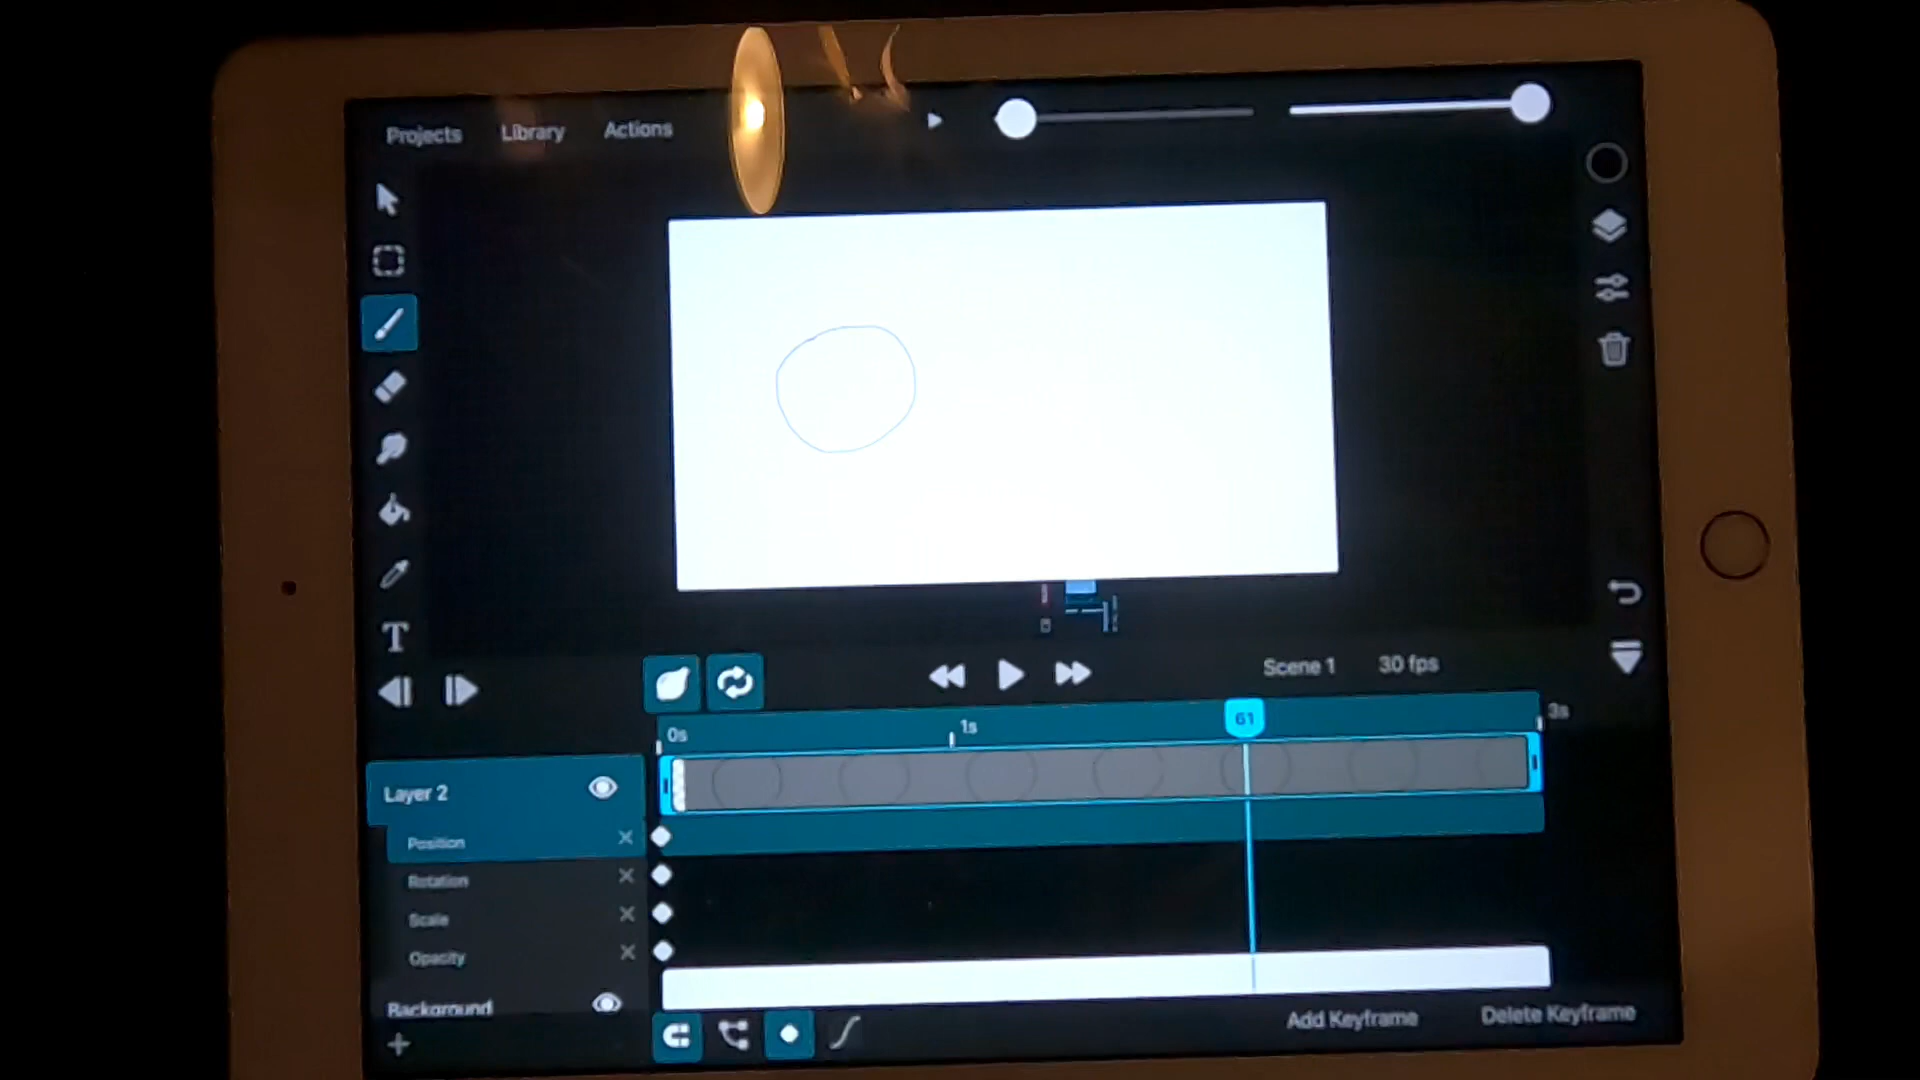 Projects Library Actions
T
Scene 1 30 fps
61
0s 1s 3s
Layer 2
Position
Rotation
Scale
Opacity
Background
Add Keyframe Delete Keyframe